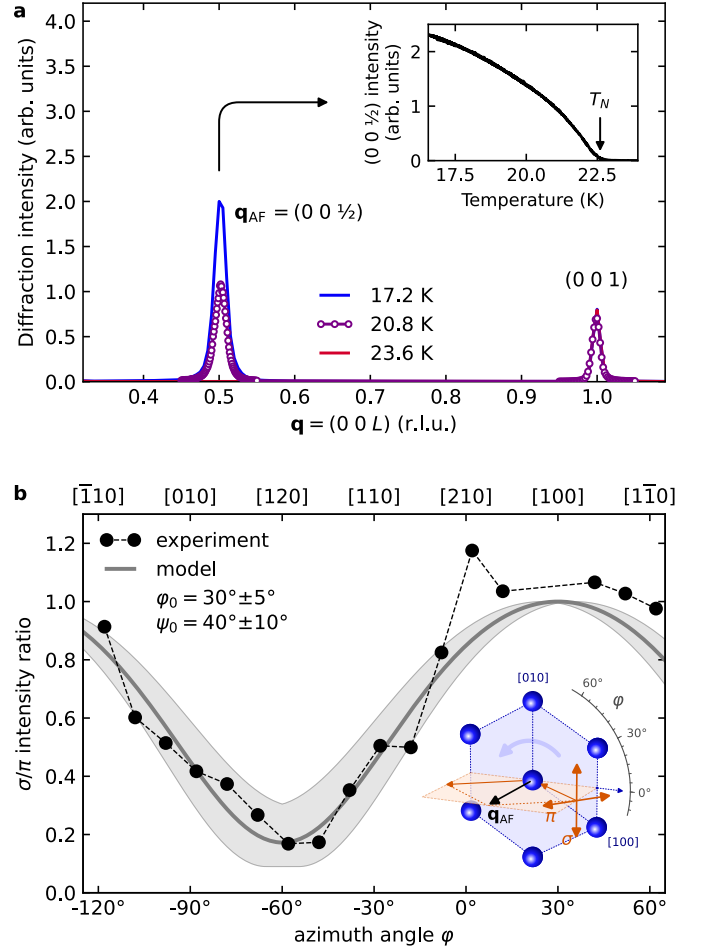 a
4.0
3.5
3.0
2.5
2.0
1.5
1.0
0.5
0.0
Diffraction intensity (arb. units)
0.4
0.5
0.6
0.7
0.8
0.9
1.0
q = (0 0 L) (r.l.u.)
q_AF = (0 0 ½)
17.2 K
20.8 K
23.6 K
(0 0 1)
(0 0 ½) intensity
(arb. units)
2
1
0
T_N
17.5
20.0
22.5
Temperature (K)
b
[1̅10]
[010]
[120]
[110]
[210]
[100]
[11̅0]
1.2
1.0
0.8
0.6
0.4
0.2
0.0
σ/π intensity ratio
experiment
model
φ₀ = 30°±5°
ψ₀ = 40°±10°
[010]
60°
φ
30°
0°
q_AF
π
σ
[100]
-120°
-90°
-60°
-30°
0°
30°
60°
azimuth angle φ